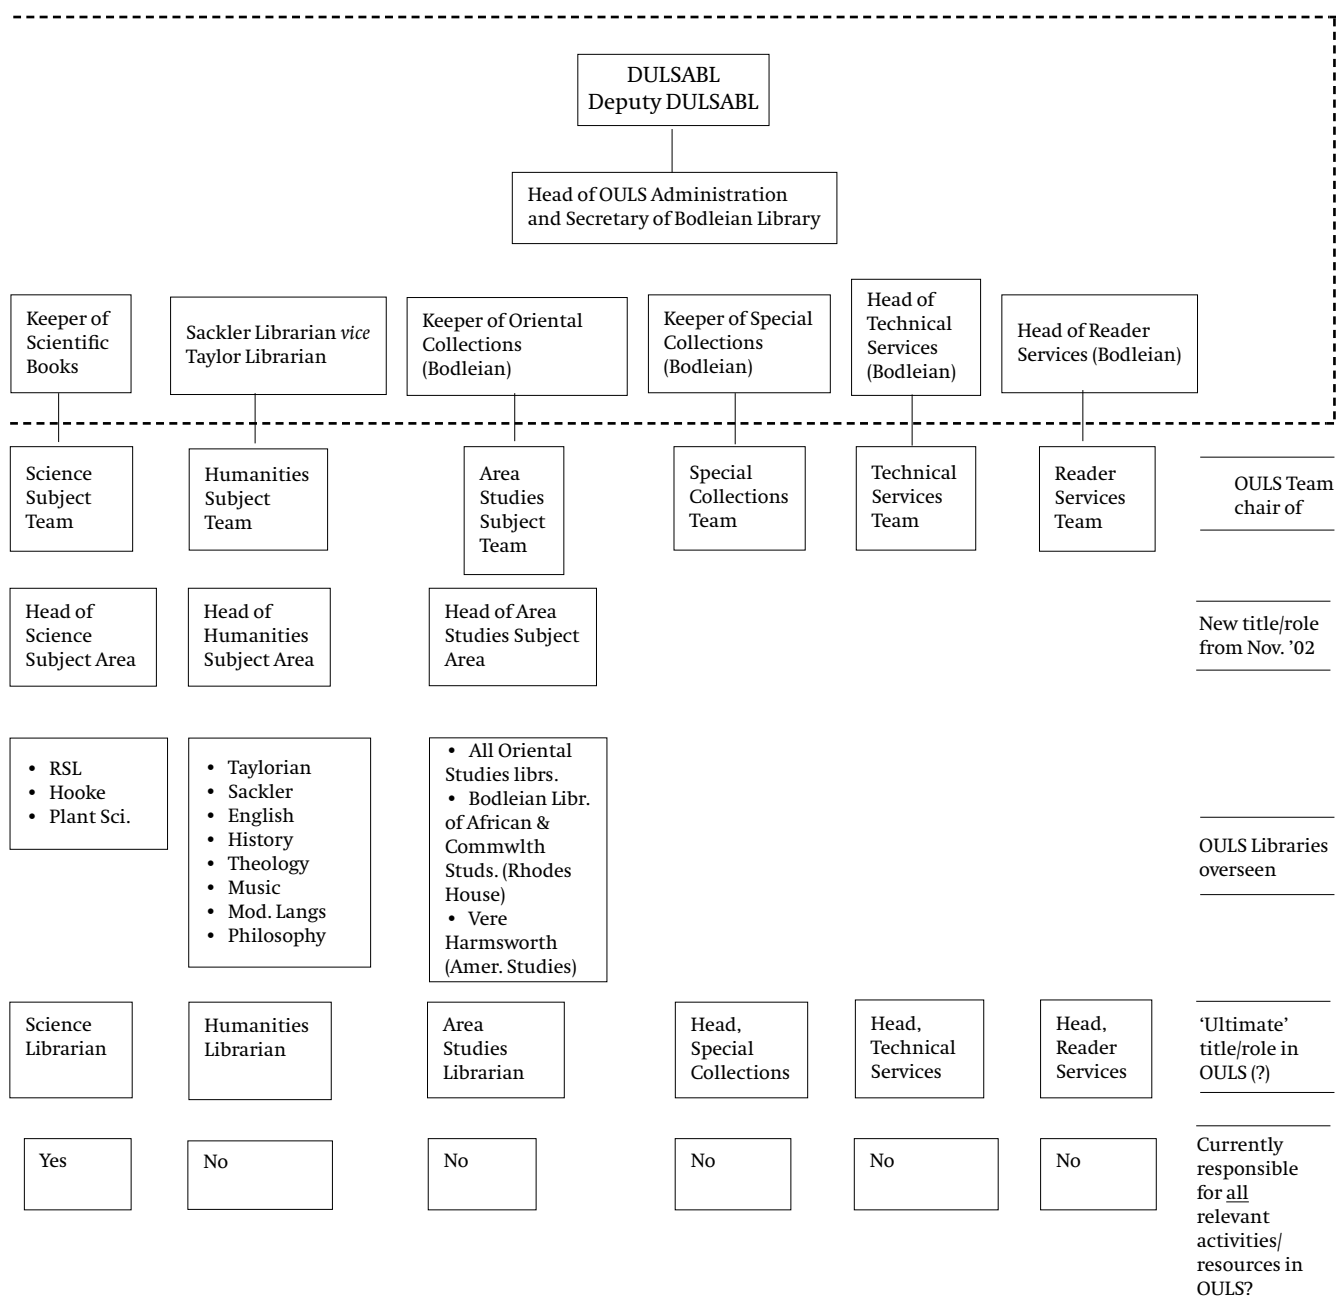 DULSABL
Deputy DULSABL
Head of OULS Administration
and Secretary of Bodleian Library
Keeper of
Scientific
Books
Sackler Librarian vice
Taylor Librarian
Keeper of Oriental
Collections
(Bodleian)
Keeper of Special
Collections
(Bodleian)
Head of
Technical
Services
(Bodleian)
Head of Reader
Services (Bodleian)
Science
Subject
Team
Humanities
Subject
Team
Area
Studies
Subject
Team
Special
Collections
Team
Technical
Services
Team
Reader
Services
Team
OULS Team
chair of
Head of
Science
Subject Area
Head of
Humanities
Subject Area
Head of Area
Studies Subject
Area
New title/role
from Nov. ’02
• RSL
• Hooke
• Plant Sci.
• Taylorian
• Sackler
• English
• History
• Theology
• Music
• Mod. Langs
• Philosophy
• All Oriental
Studies librs.
• Bodleian Libr.
of African &
Commwlth
Studs. (Rhodes
House)
• Vere
Harmsworth
(Amer. Studies)
OULS Libraries
overseen
Science
Librarian
Humanities
Librarian
Area
Studies
Librarian
Head,
Special
Collections
Head,
Technical
Services
Head,
Reader
Services
‘Ultimate’
title/role in
OULS (?)
Yes
No
No
No
No
No
Currently
responsible
for all
relevant
activities/
resources in
OULS?